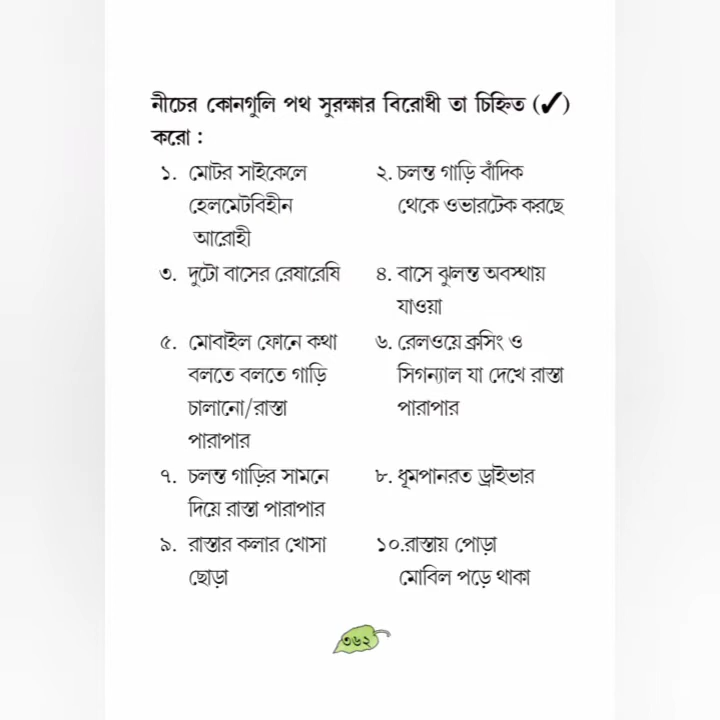 নীচের কোনগুলি পথ সুরক্ষার বিরোধী তা চিহ্নিত (✓)
করো :
১. মোটর সাইকেলে
হেলমেটবিহীন
আরোহী
২. চলন্ত গাড়ি বাঁদিক
থেকে ওভারটেক করছে
৩. দুটো বাসের রেষারেষি
৪. বাসে ঝুলন্ত অবস্থায়
যাওয়া
৫. মোবাইল ফোনে কথা
বলতে বলতে গাড়ি
চালানো/রাস্তা
পারাপার
৬. রেলওয়ে ক্রসিং ও
সিগন্যাল যা দেখে রাস্তা
পারাপার
৭. চলন্ত গাড়ির সামনে
দিয়ে রাস্তা পারাপার
৮. ধূমপানরত ড্রাইভার
৯. রাস্তার কলার খোসা
ছোড়া
১০.রাস্তায় পোড়া
মোবিল পড়ে থাকা
৩৬২